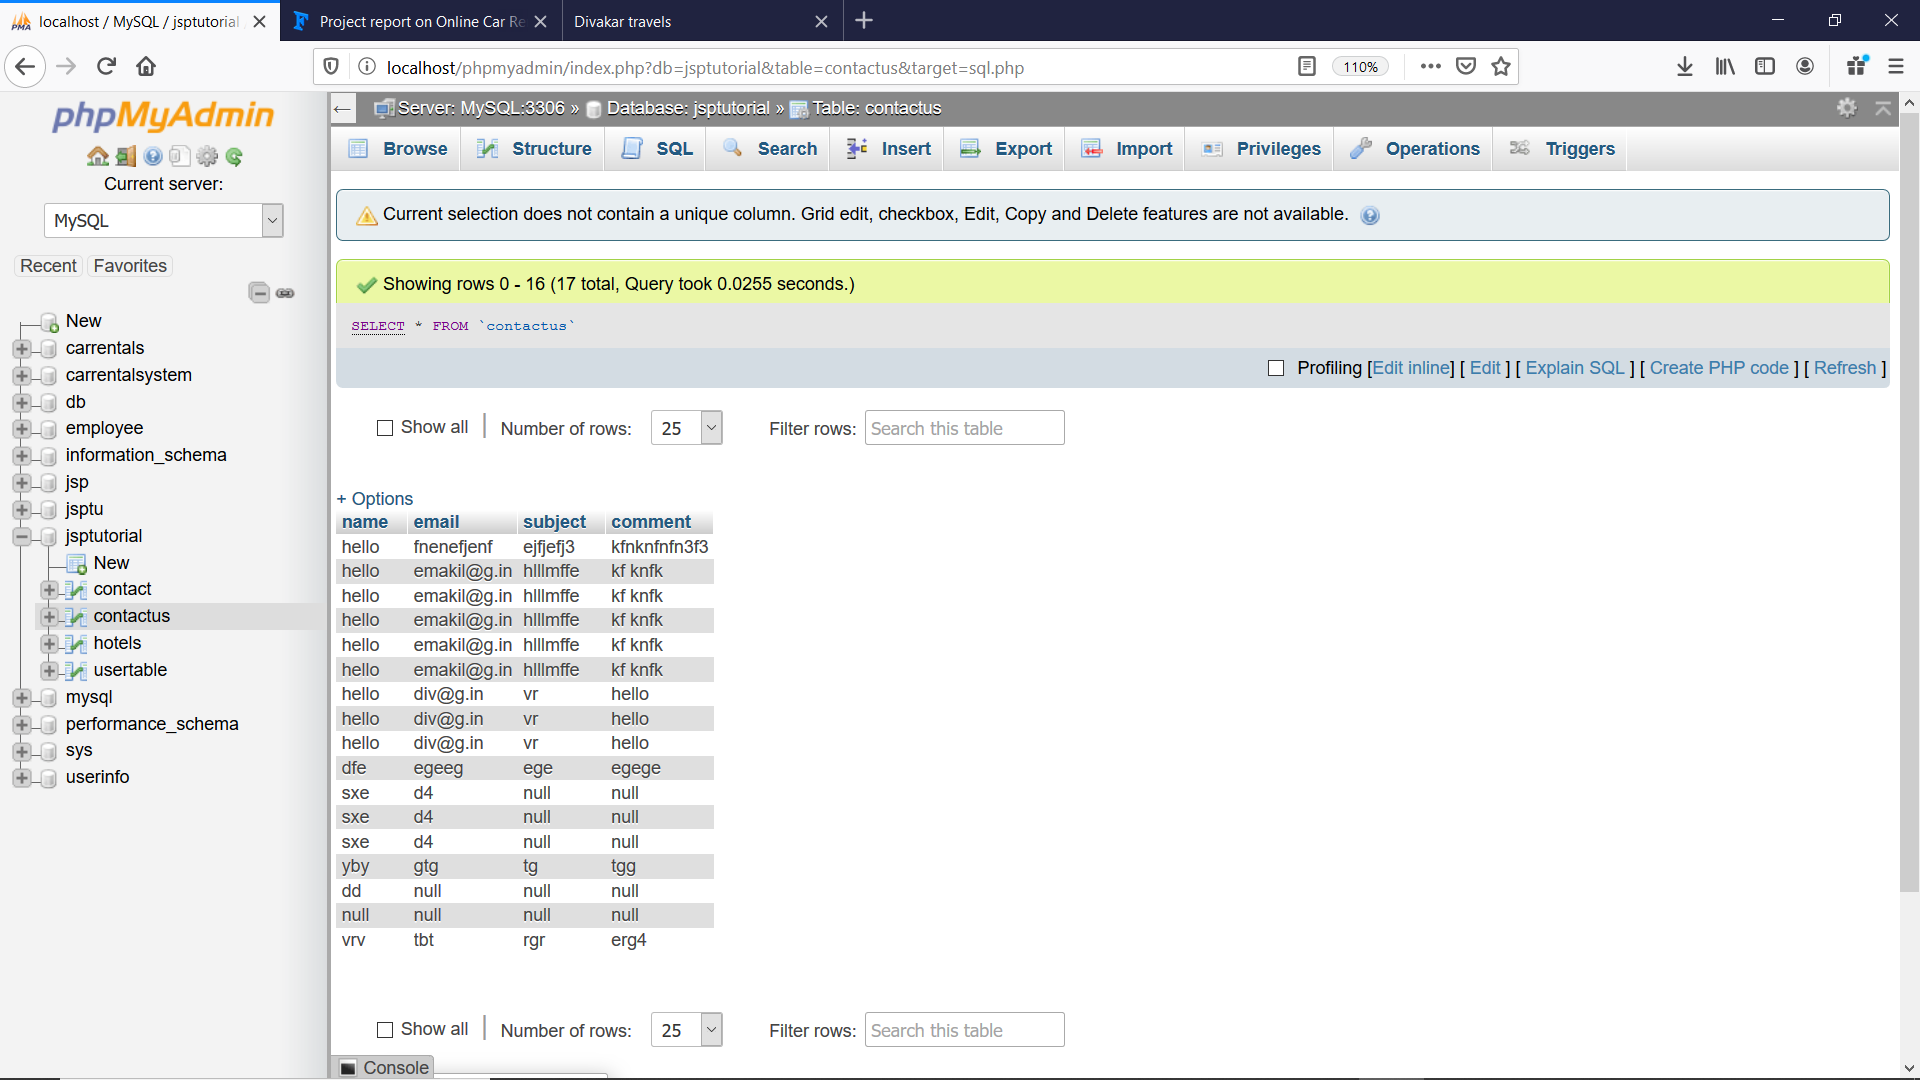 localhost / MySQL / jsptutorial
Project report on Online Car Re
Divakar travels
localhost/phpmyadmin/index.php?db=jsptutorial&table=contactus&target=sql.php
110%
phpMyAdmin
Current server:
MySQL
Recent Favorites
New
carrentals
carrentalsystem
db
employee
information_schema
jsp
jsptu
jsptutorial
New
contact
contactus
hotels
usertable
mysql
performance_schema
sys
userinfo
Server: MySQL:3306 » Database: jsptutorial » Table: contactus
Browse Structure SQL Search Insert Export Import Privileges Operations Triggers
Current selection does not contain a unique column. Grid edit, checkbox, Edit, Copy and Delete features are not available.
Showing rows 0 - 16 (17 total, Query took 0.0255 seconds.)
SELECT * FROM `contactus`
Profiling [Edit inline] [ Edit ] [ Explain SQL ] [ Create PHP code ] [ Refresh ]
Show all | Number of rows: 25 Filter rows: Search this table
+ Options
name email subject comment
hello fnenefjenf ejfjefj3 kfnknfnfn3f3
hello emakil@g.in hlllmffe kf knfk
hello emakil@g.in hlllmffe kf knfk
hello emakil@g.in hlllmffe kf knfk
hello emakil@g.in hlllmffe kf knfk
hello emakil@g.in hlllmffe kf knfk
hello div@g.in vr hello
hello div@g.in vr hello
hello div@g.in vr hello
dfe egeeg ege egege
sxe d4 null null
sxe d4 null null
sxe d4 null null
yby gtg tg tgg
dd null null null
null null null null
vrv tbt rgr erg4
Show all | Number of rows: 25 Filter rows: Search this table
Console